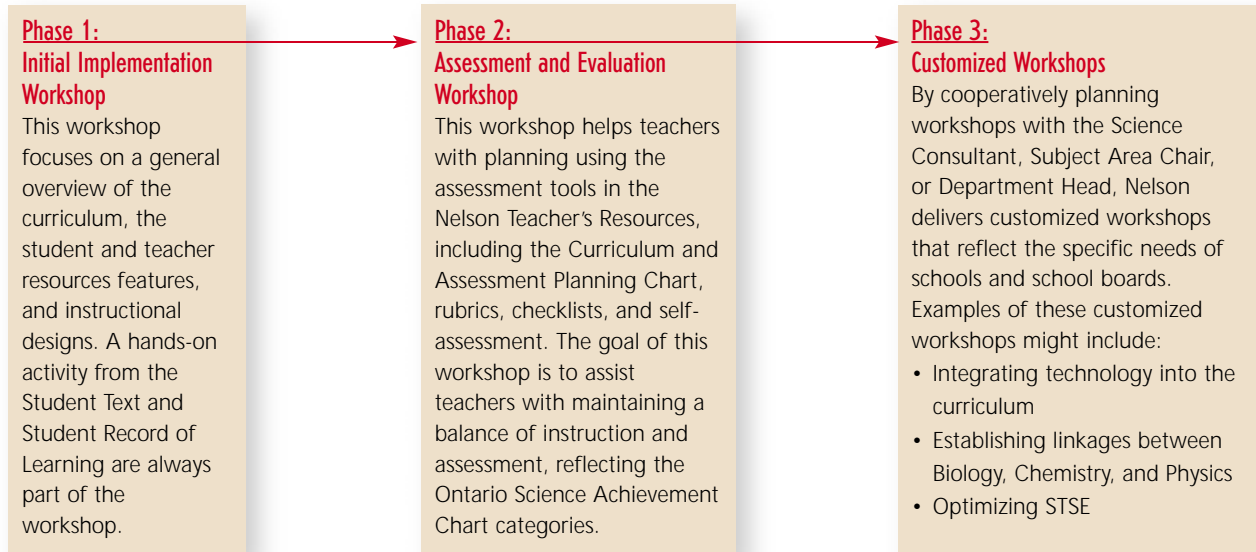 Phase 1:
Initial Implementation
Workshop
This workshop
focuses on a general
overview of the
curriculum, the
student and teacher
resources features,
and instructional
designs. A hands-on
activity from the
Student Text and
Student Record of
Learning are always
part of the
workshop.
Phase 2:
Assessment and Evaluation
Workshop
This workshop helps teachers
with planning using the
assessment tools in the
Nelson Teacher's Resources,
including the Curriculum and
Assessment Planning Chart,
rubrics, checklists, and self-
assessment. The goal of this
workshop is to assist
teachers with maintaining a
balance of instruction and
assessment, reflecting the
Ontario Science Achievement
Chart categories.
Phase 3:
Customized Workshops
By cooperatively planning
workshops with the Science
Consultant, Subject Area Chair,
or Department Head, Nelson
delivers customized workshops
that reflect the specific needs of
schools and school boards.
Examples of these customized
workshops might include:
• Integrating technology into the
curriculum
• Establishing linkages between
Biology, Chemistry, and Physics
• Optimizing STSE